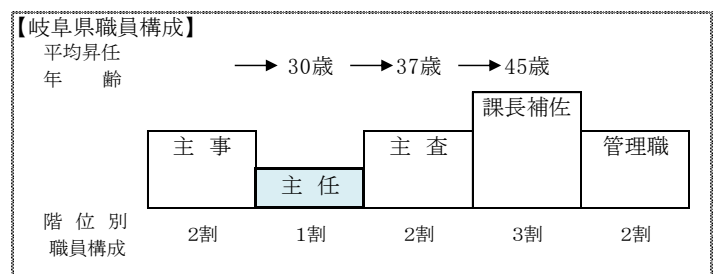 【岐阜県職員構成】
平均昇任
年 齢
30歳 37歳 45歳
課長補佐
主 事 主 査 管理職
主 任
階 位 別
職員構成
2割 1割 2割 3割 2割